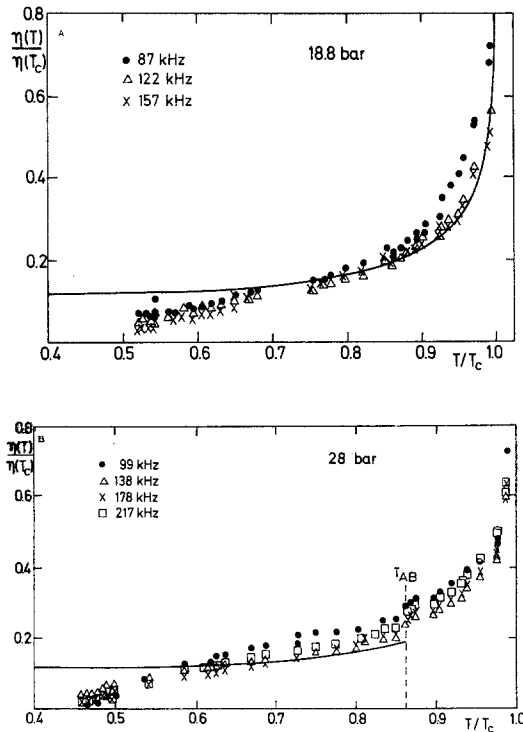 A
η(T)
η(Tc)
0.8
0.6
0.4
0.2
18.8 bar
● 87 kHz
△ 122 kHz
× 157 kHz
0.4 0.5 0.6 0.7 0.8 0.9 1.0
T/Tc
B
0.8
η(T)
η(Tc)
0.6
0.4
0.2
28 bar
● 99 kHz
△ 138 kHz
× 178 kHz
□ 217 kHz
TAB
0.4 0.5 0.6 0.7 0.8 0.9 1.0
T/Tc